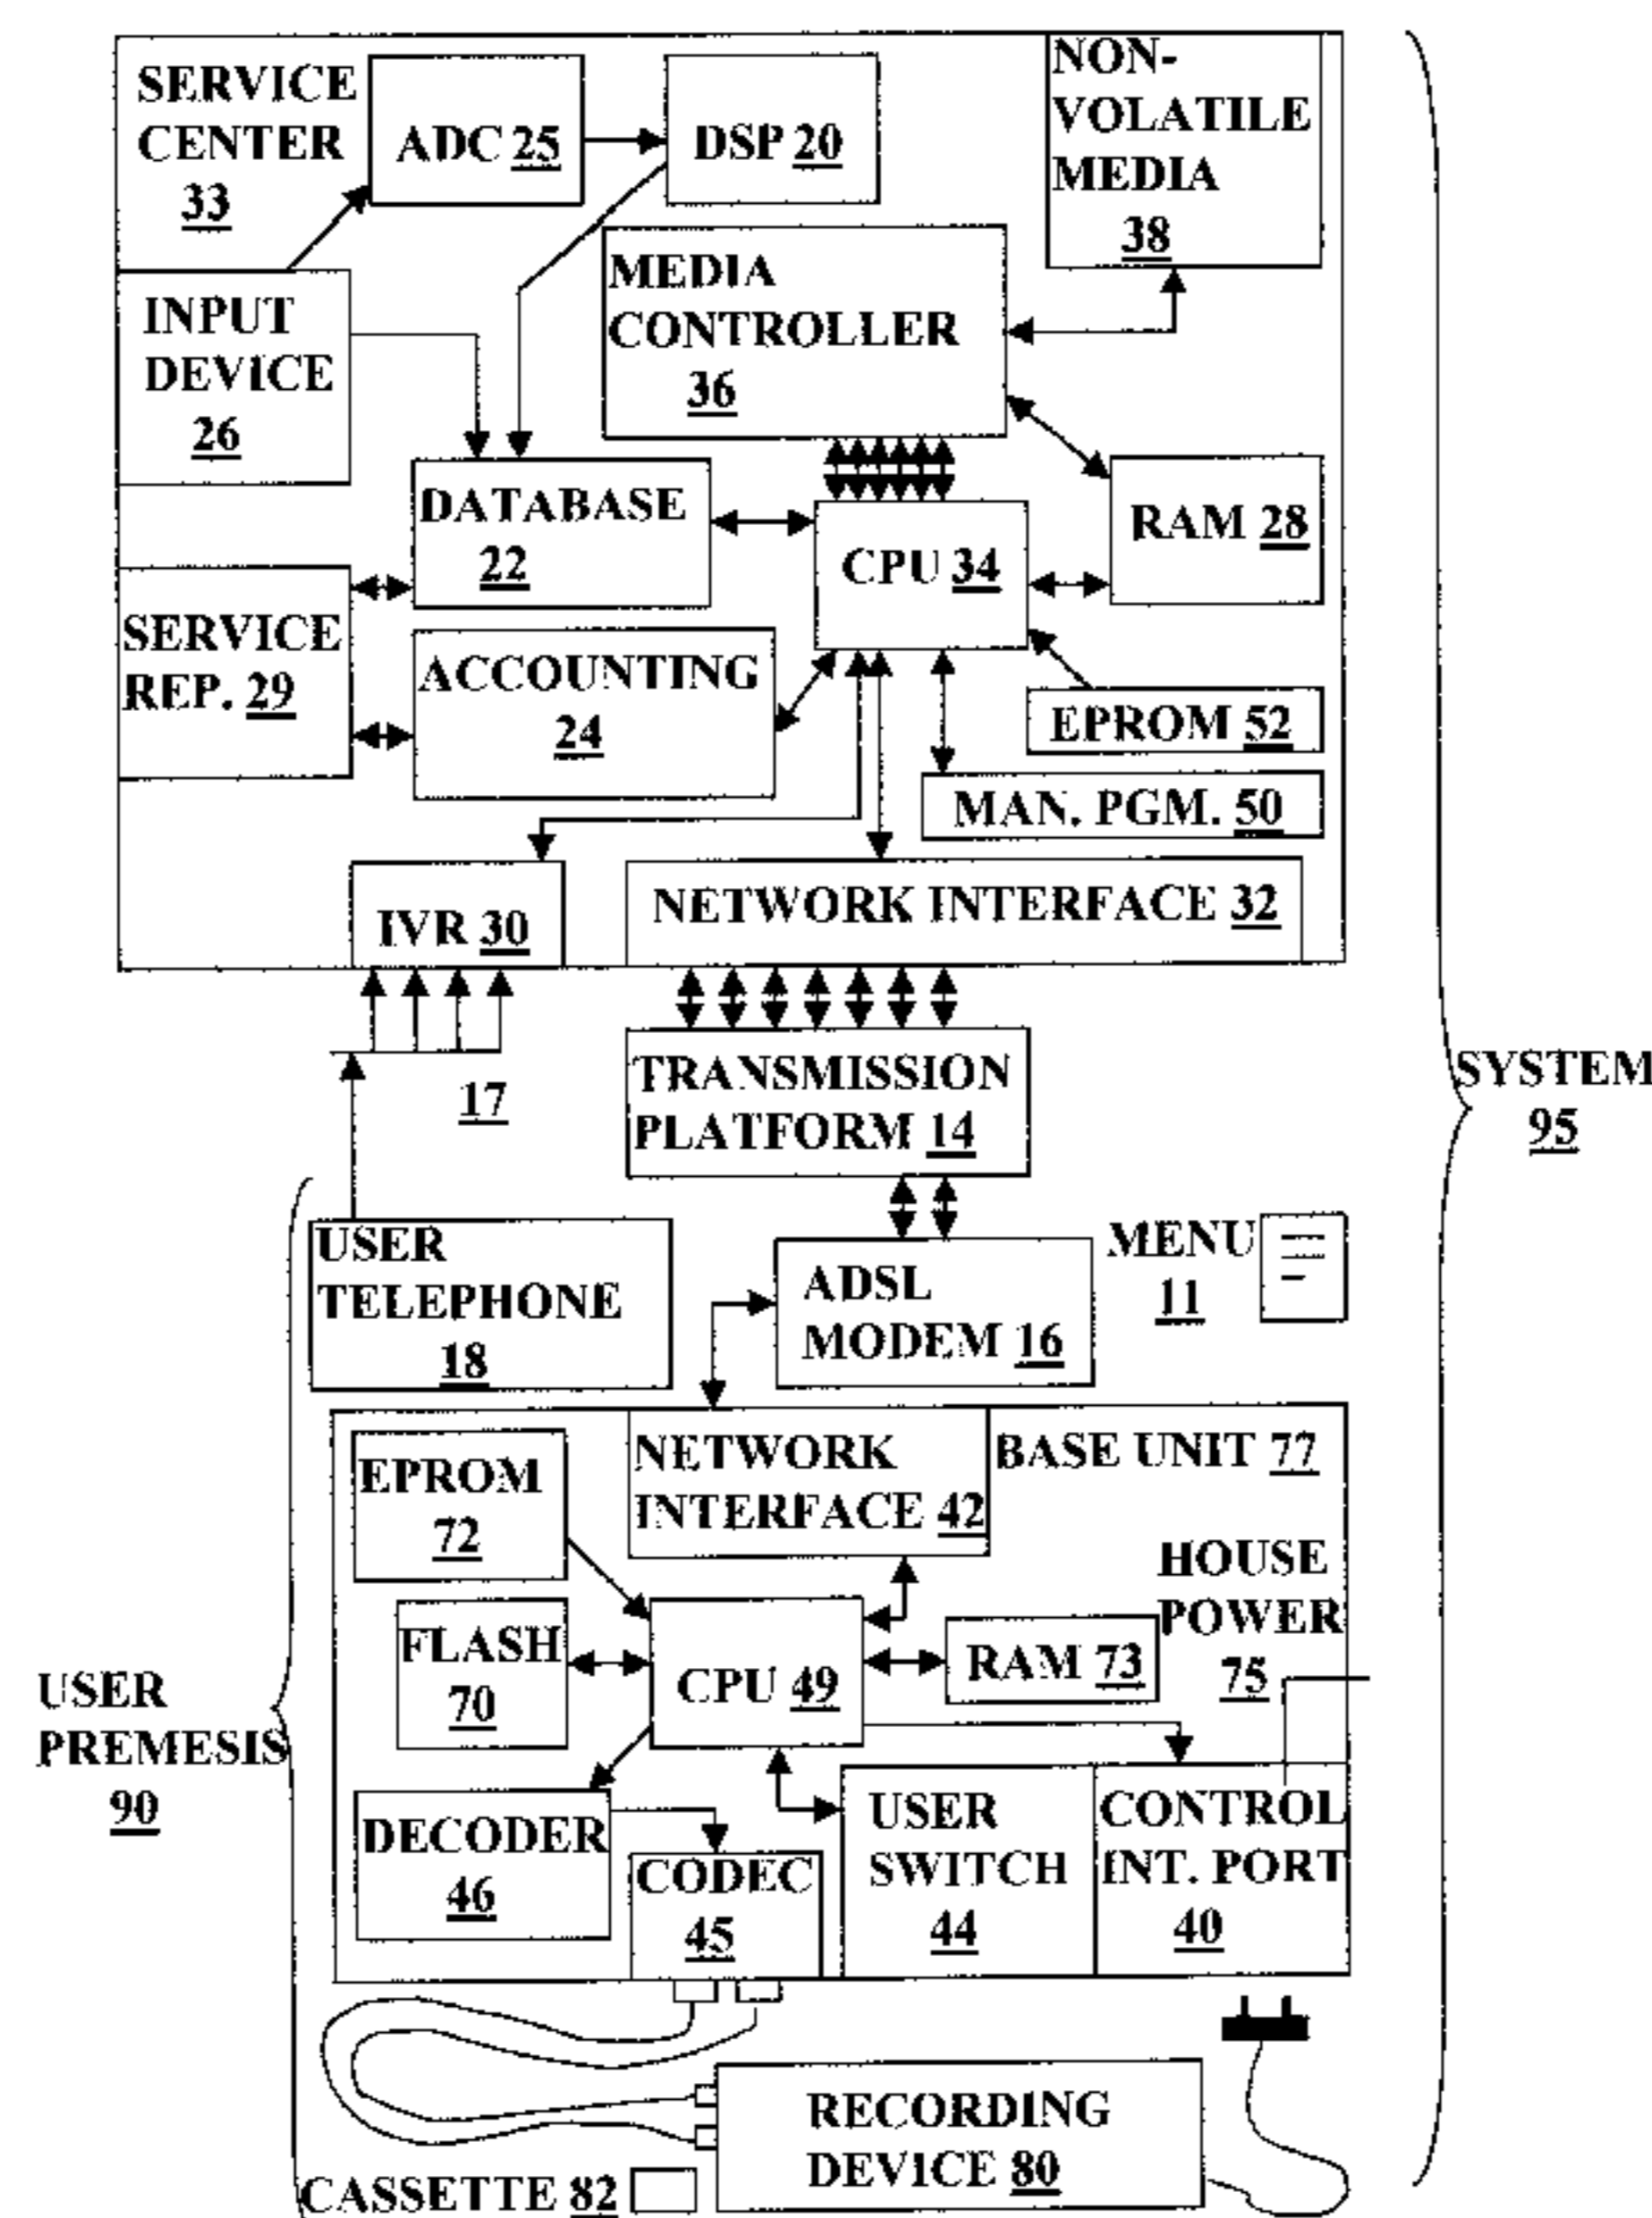 SERVICE
CENTER
33
ADC 25
DSP 20
NON-
VOLATILE
MEDIA
38
INPUT
DEVICE
26
MEDIA
CONTROLLER
36
DATABASE
22
CPU 34
RAM 28
SERVICE
REP. 29
ACCOUNTING
24
EPROM 52
MAN. PGM. 50
IVR 30
NETWORK INTERFACE 32
17
TRANSMISSION
PLATFORM 14
SYSTEM
95
USER
TELEPHONE
18
ADSL
MODEM 16
MENU
11
EPROM
72
NETWORK
INTERFACE 42
BASE UNIT 77
HOUSE
POWER
75
FLASH
70
CPU 49
RAM 73
USER
PREMESIS
90
DECODER
46
CODEC
45
USER
SWITCH
44
CONTROL
INT. PORT
40
RECORDING
DEVICE 80
CASSETTE 82